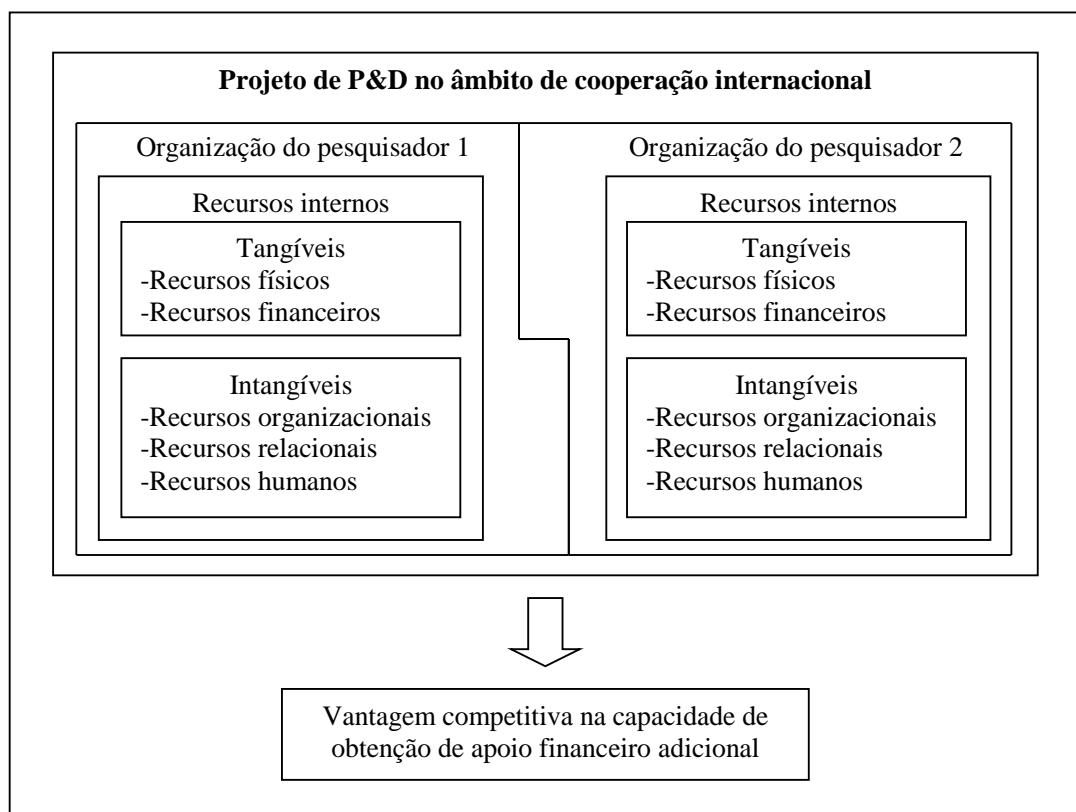 Projeto de P&D no âmbito de cooperação internacional
Organização do pesquisador 1
Recursos internos
Tangíveis
-Recursos físicos
-Recursos financeiros
Intangíveis
-Recursos organizacionais
-Recursos relacionais
-Recursos humanos
Organização do pesquisador 2
Recursos internos
Tangíveis
-Recursos físicos
-Recursos financeiros
Intangíveis
-Recursos organizacionais
-Recursos relacionais
-Recursos humanos
Vantagem competitiva na capacidade de
obtenção de apoio financeiro adicional